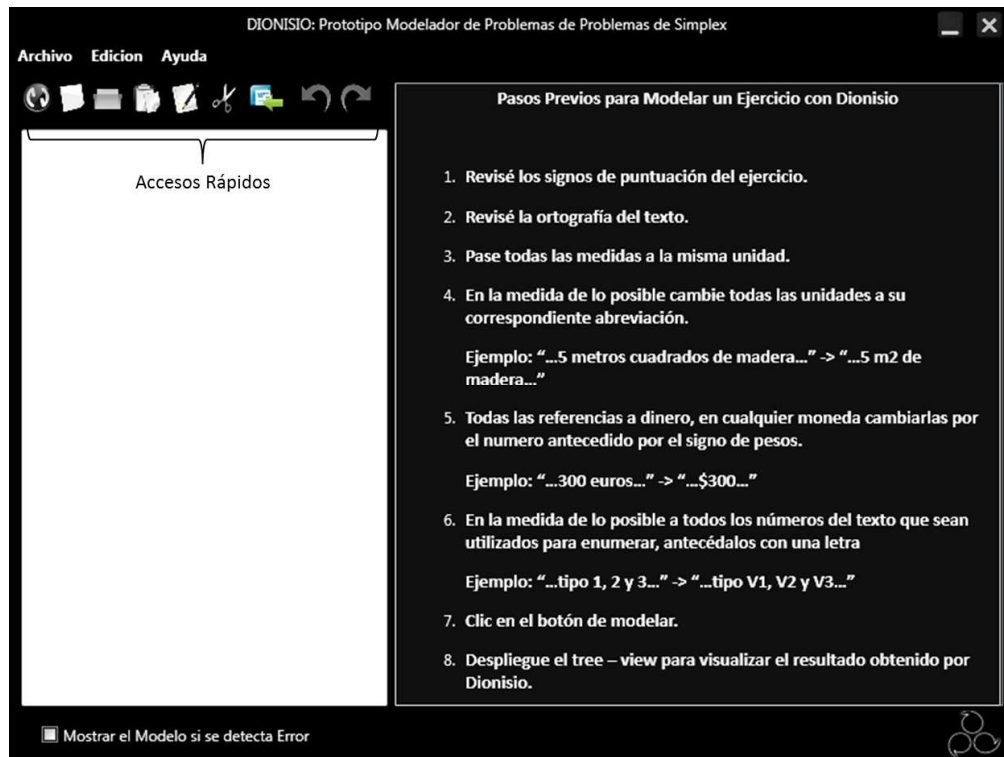 DIONISIO: Prototipo Modelador de Problemas de Problemas de Simplex
Archivo Edicion Ayuda
Accesos Rápidos
Pasos Previos para Modelar un Ejercicio con Dionisio
1. Revisé los signos de puntuación del ejercicio.
2. Revisé la ortografía del texto.
3. Pase todas las medidas a la misma unidad.
4. En la medida de lo posible cambie todas las unidades a su
correspondiente abreviación.
Ejemplo: “...5 metros cuadrados de madera...” -> “...5 m2 de
madera...”
5. Todas las referencias a dinero, en cualquier moneda cambiarlas por
el numero antecedido por el signo de pesos.
Ejemplo: “...300 euros...” -> “...$300...”
6. En la medida de lo posible a todos los números del texto que sean
utilizados para enumerar, antecédalos con una letra
Ejemplo: “...tipo 1, 2 y 3...” -> “...tipo V1, V2 y V3...”
7. Clic en el botón de modelar.
8. Despliegue el tree – view para visualizar el resultado obtenido por
Dionisio.
Mostrar el Modelo si se detecta Error